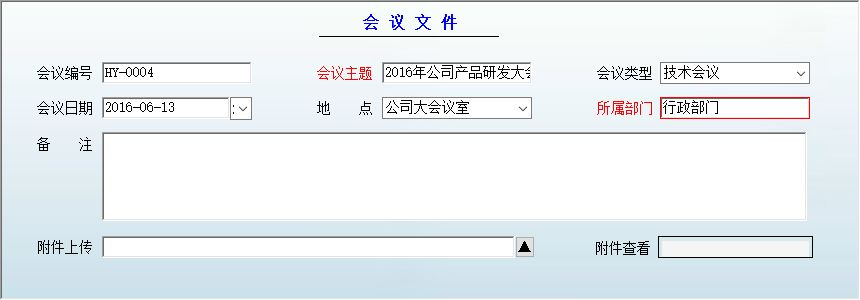 会议文件
会议编号 HY-0004 会议主题 2016年公司产品研发大会 会议类型 技术会议
会议日期 2016-06-13 地 点 公司大会议室 所属部门 行政部门
备 注
附件上传 附件查看